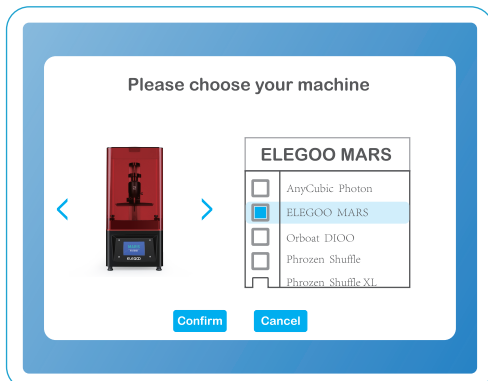 Please choose your machine
ELEGOO MARS
AnyCubic Photon
ELEGOO MARS
Orboat DIOO
Phrozen Shuffle
Phrozen Shuffle XL
ELEGOO
Confirm
Cancel